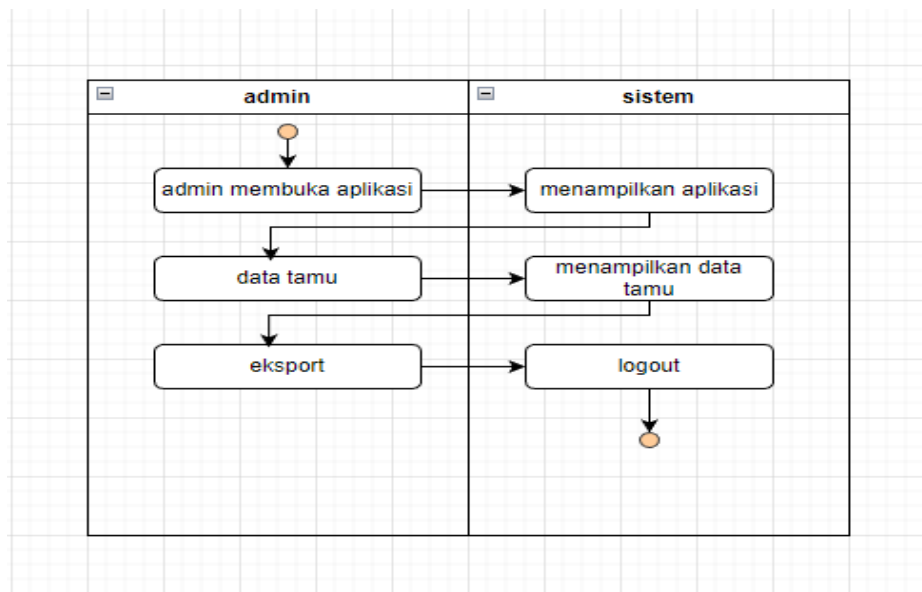 admin
sistem
admin membuka aplikasi
menampilkan aplikasi
data tamu
menampilkan data
tamu
eksport
logout